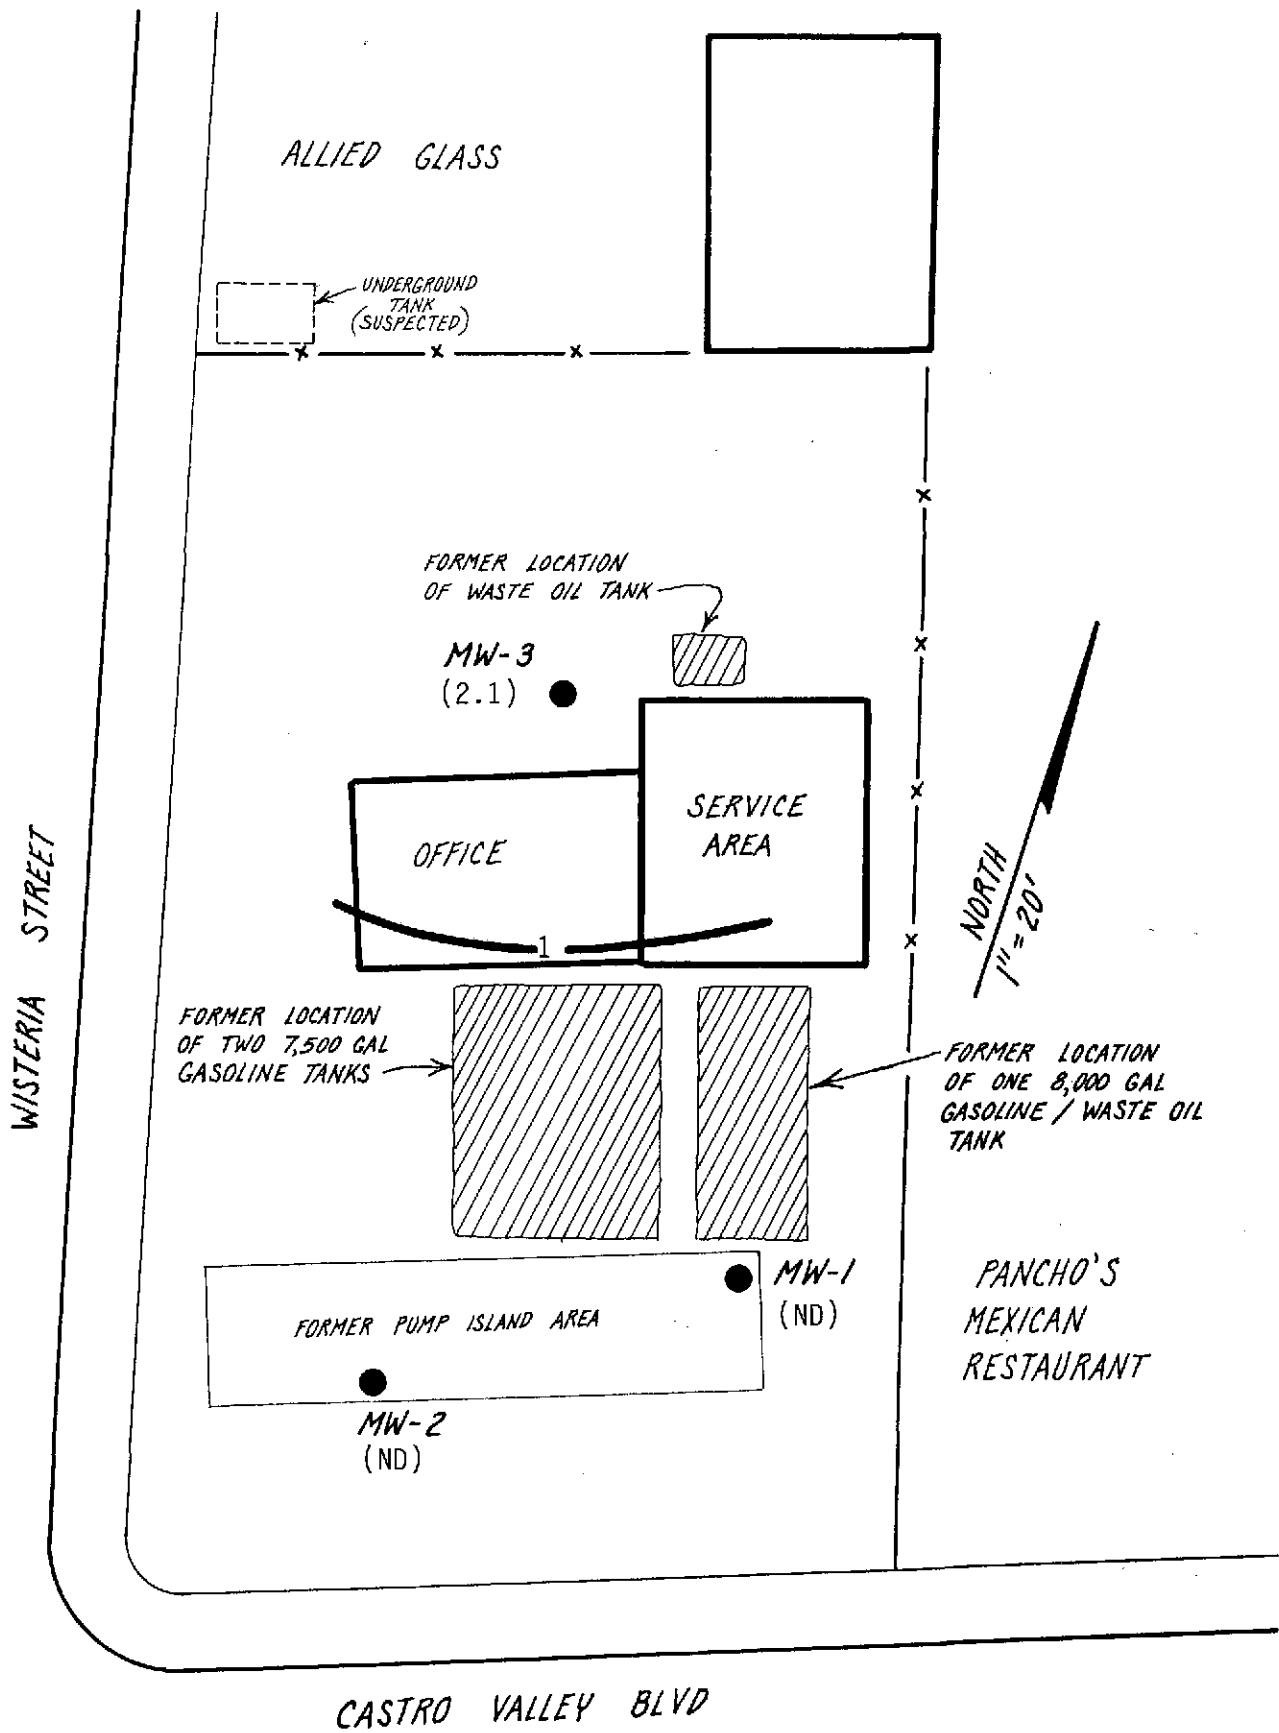 ALLIED GLASS
UNDERGROUND
TANK
(SUSPECTED)
x x x
x
FORMER LOCATION
OF WASTE OIL TANK
x
MW-3
(2.1)
x
SERVICE
AREA
OFFICE
NORTH
1" = 20'
WISTERIA STREET
1
x
FORMER LOCATION
OF TWO 7,500 GAL
GASOLINE TANKS
FORMER LOCATION
OF ONE 8,000 GAL
GASOLINE / WASTE OIL
TANK
MW-1
(ND)
PANCHO'S
MEXICAN
RESTAURANT
FORMER PUMP ISLAND AREA
MW-2
(ND)
CASTRO VALLEY BLVD